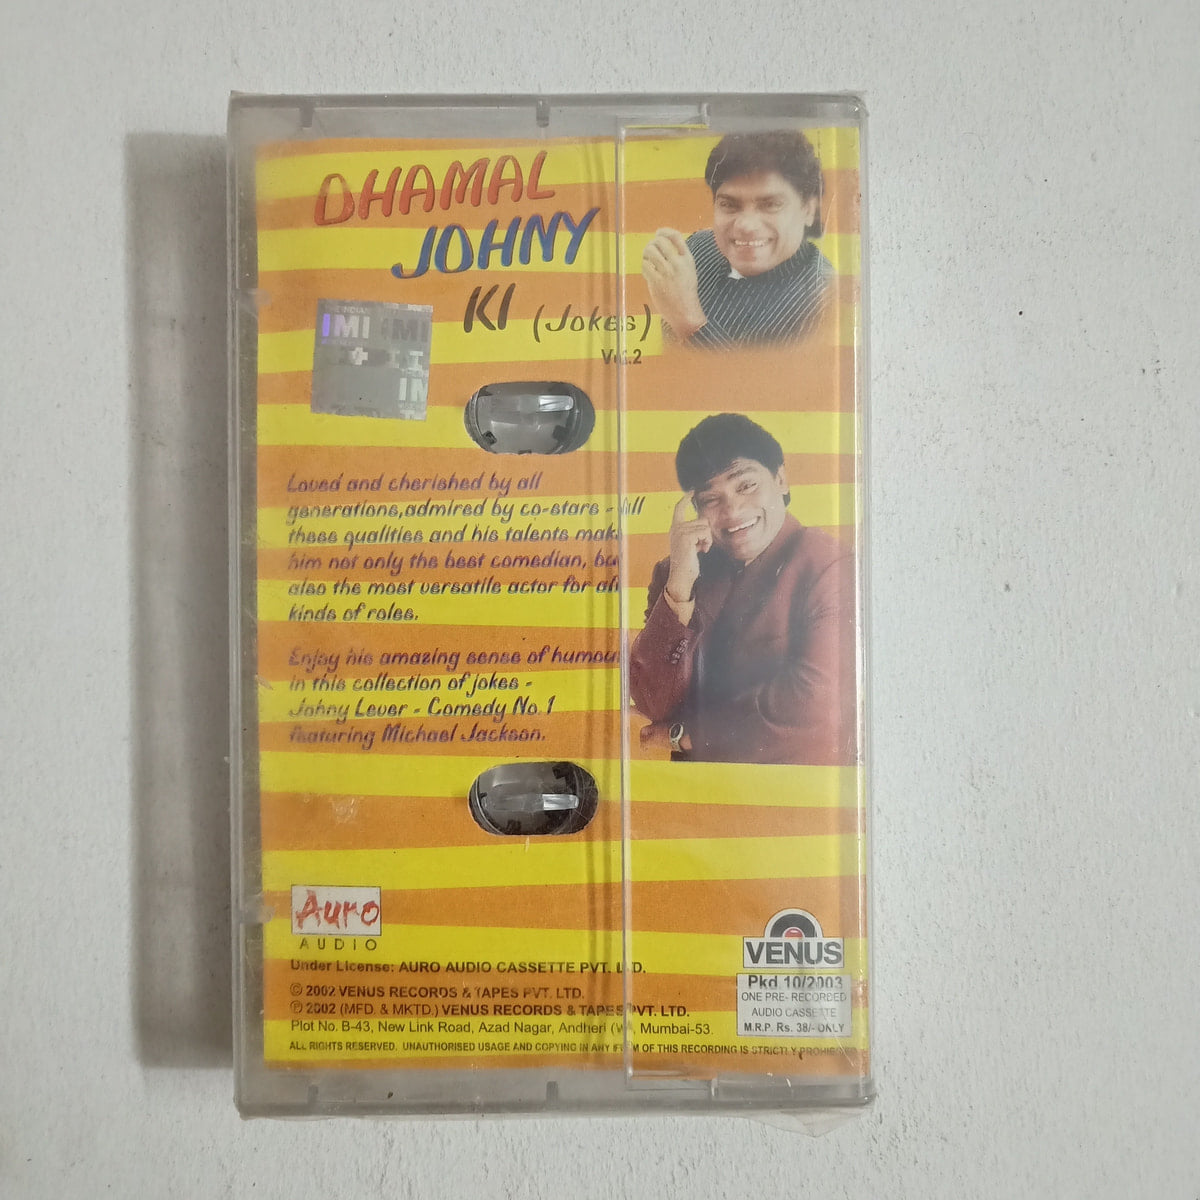 DHAMAL
JOHNY
KI (Jokes)
Vol.2
THE INDIAN
IMI IMI
IM
Loved and cherished by all
generations,admired by co-stars - All
these qualities and his talents make
him not only the best comedian, but
also the most versatile actor for all
kinds of roles.
Enjoy his amazing sense of humour
in this collection of jokes -
Johny Lever - Comedy No. 1
featuring Michael Jackson.
Auro
AUDIO
Under License: AURO AUDIO CASSETTE PVT. LTD.
© 2002 VENUS RECORDS & TAPES PVT. LTD.
℗ 2002 (MFD. & MKTD.) VENUS RECORDS & TAPES PVT. LTD.
Plot No. B-43, New Link Road, Azad Nagar, Andheri (W), Mumbai-53.
ALL RIGHTS RESERVED. UNAUTHORISED USAGE AND COPYING IN ANY FORM OF THIS RECORDING IS STRICTLY PROHIBI
VENUS
Pkd 10/2003
ONE PRE- RECORDED
AUDIO CASSETTE
M.R.P. Rs. 38/- ONLY